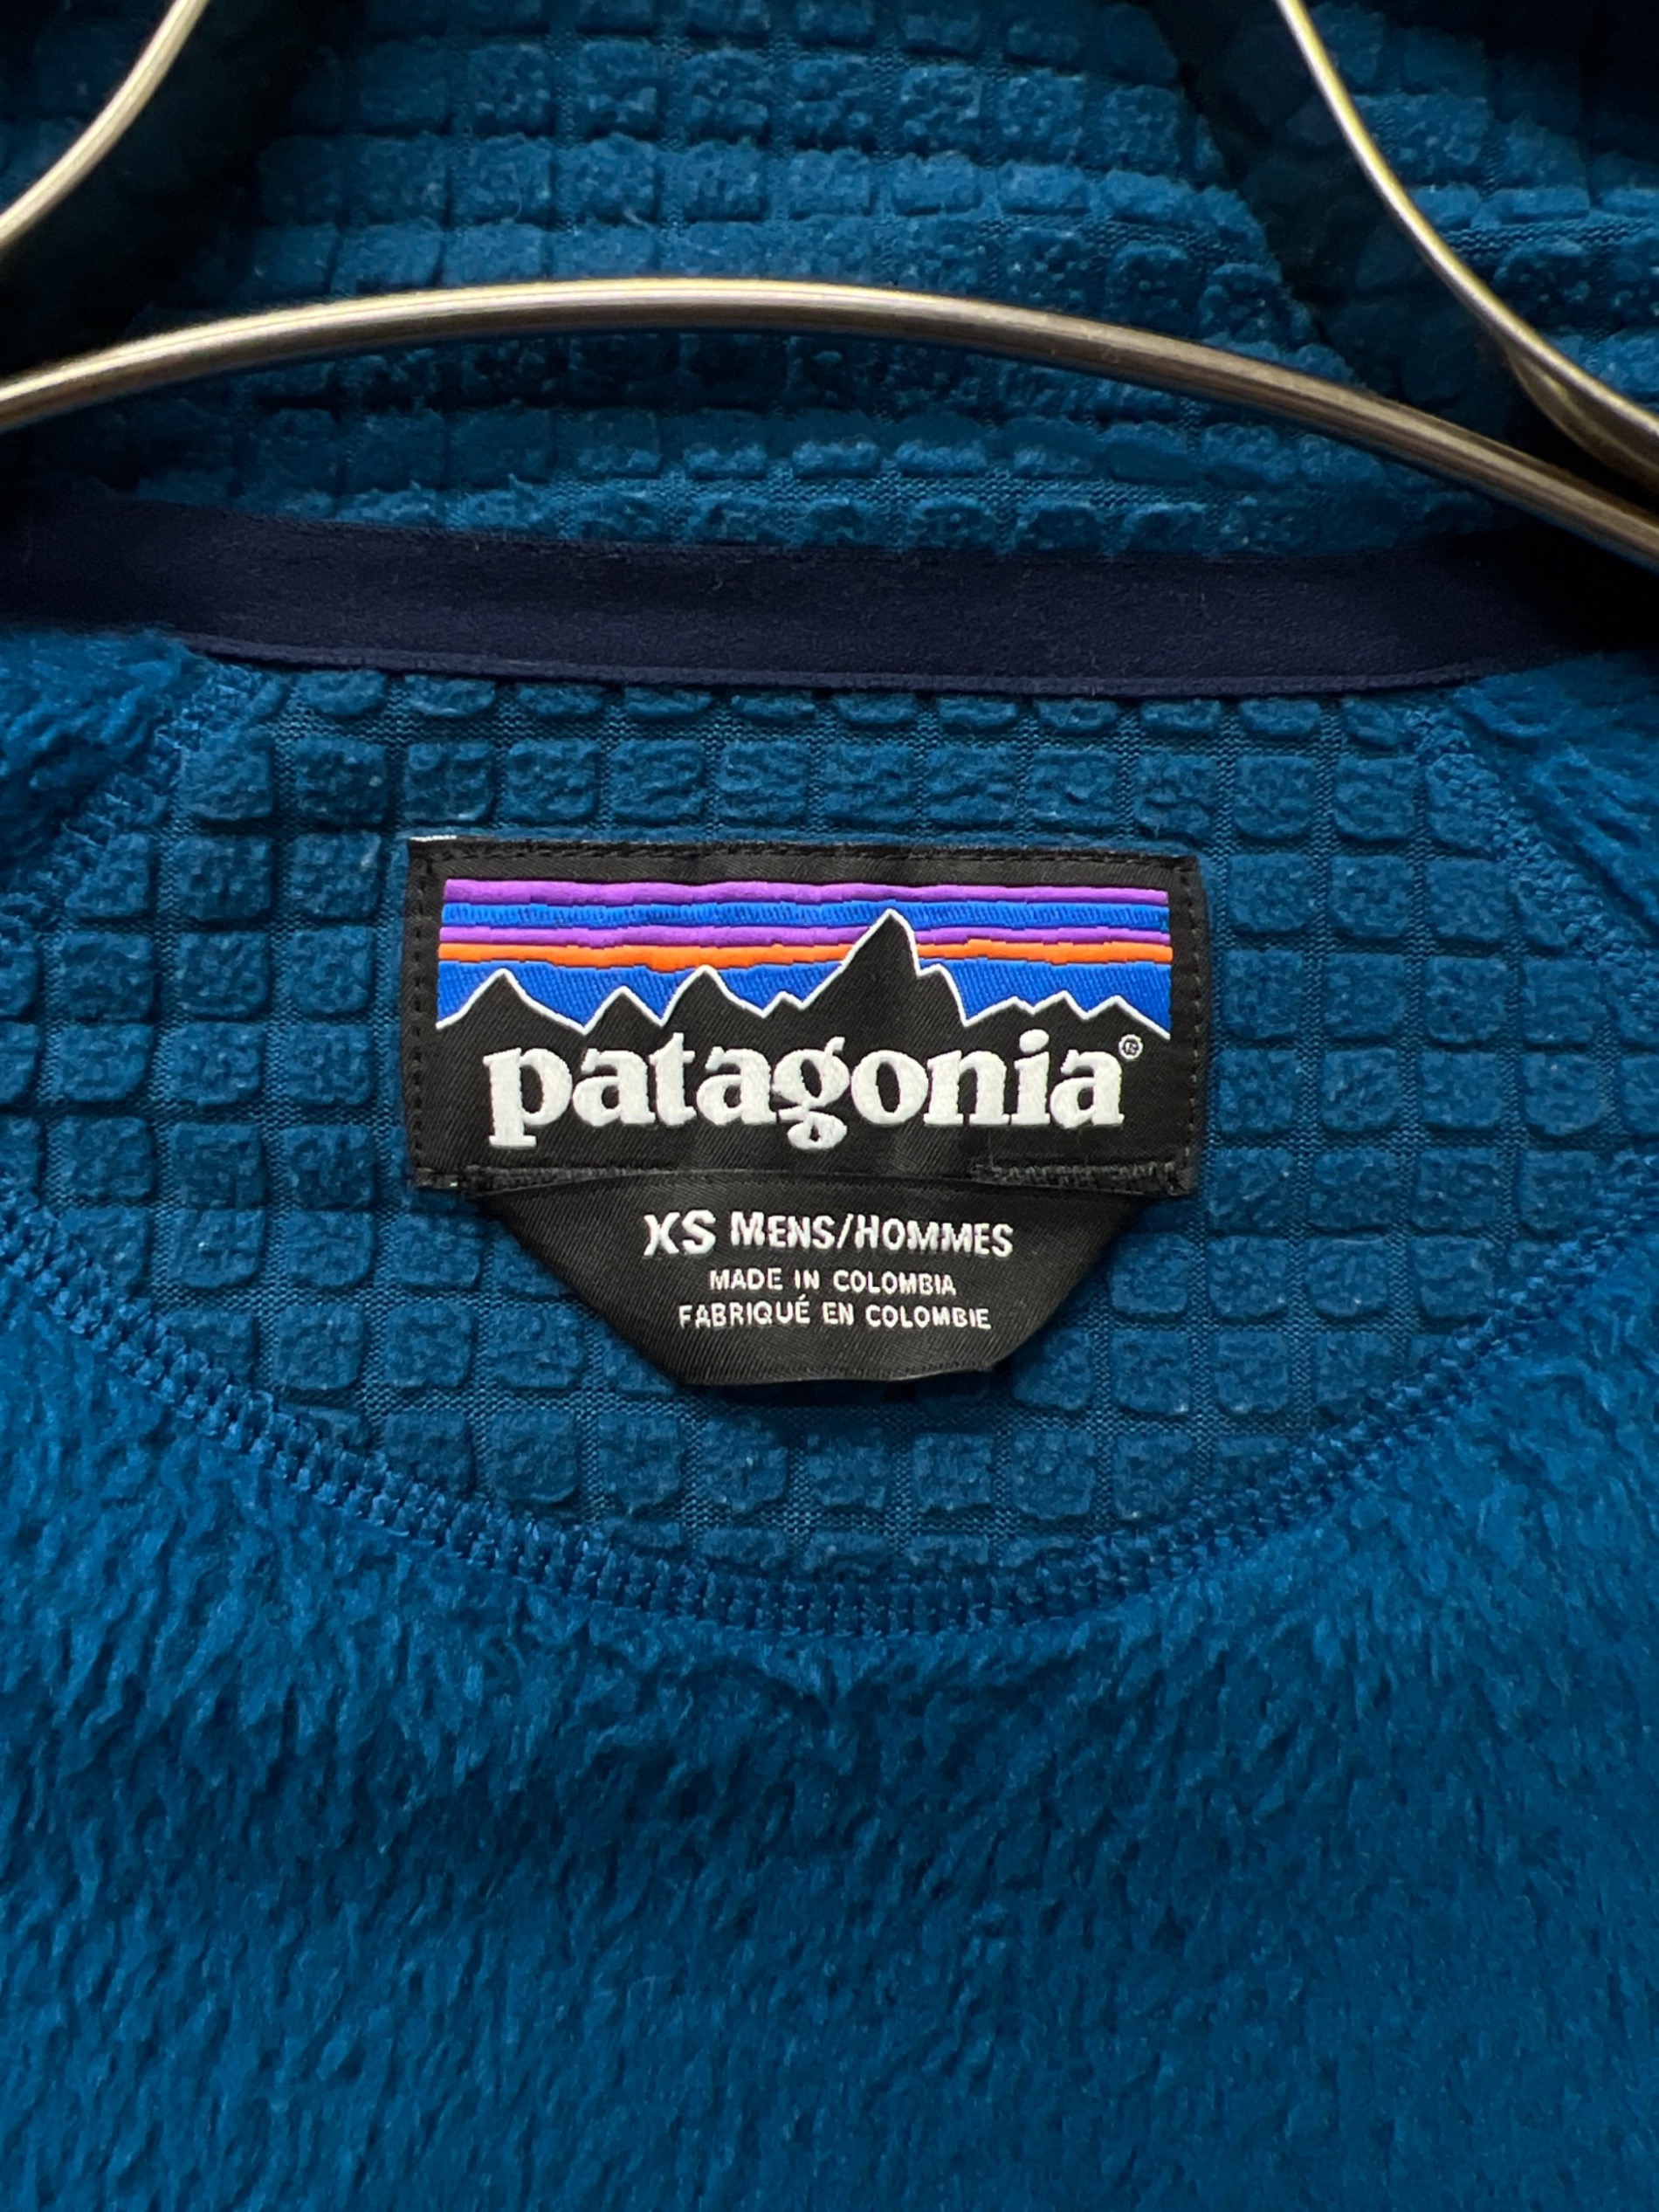 patagonia®
XS MENS/HOMMES
MADE IN COLOMBIA
FABRIQUÉ EN COLOMBIE